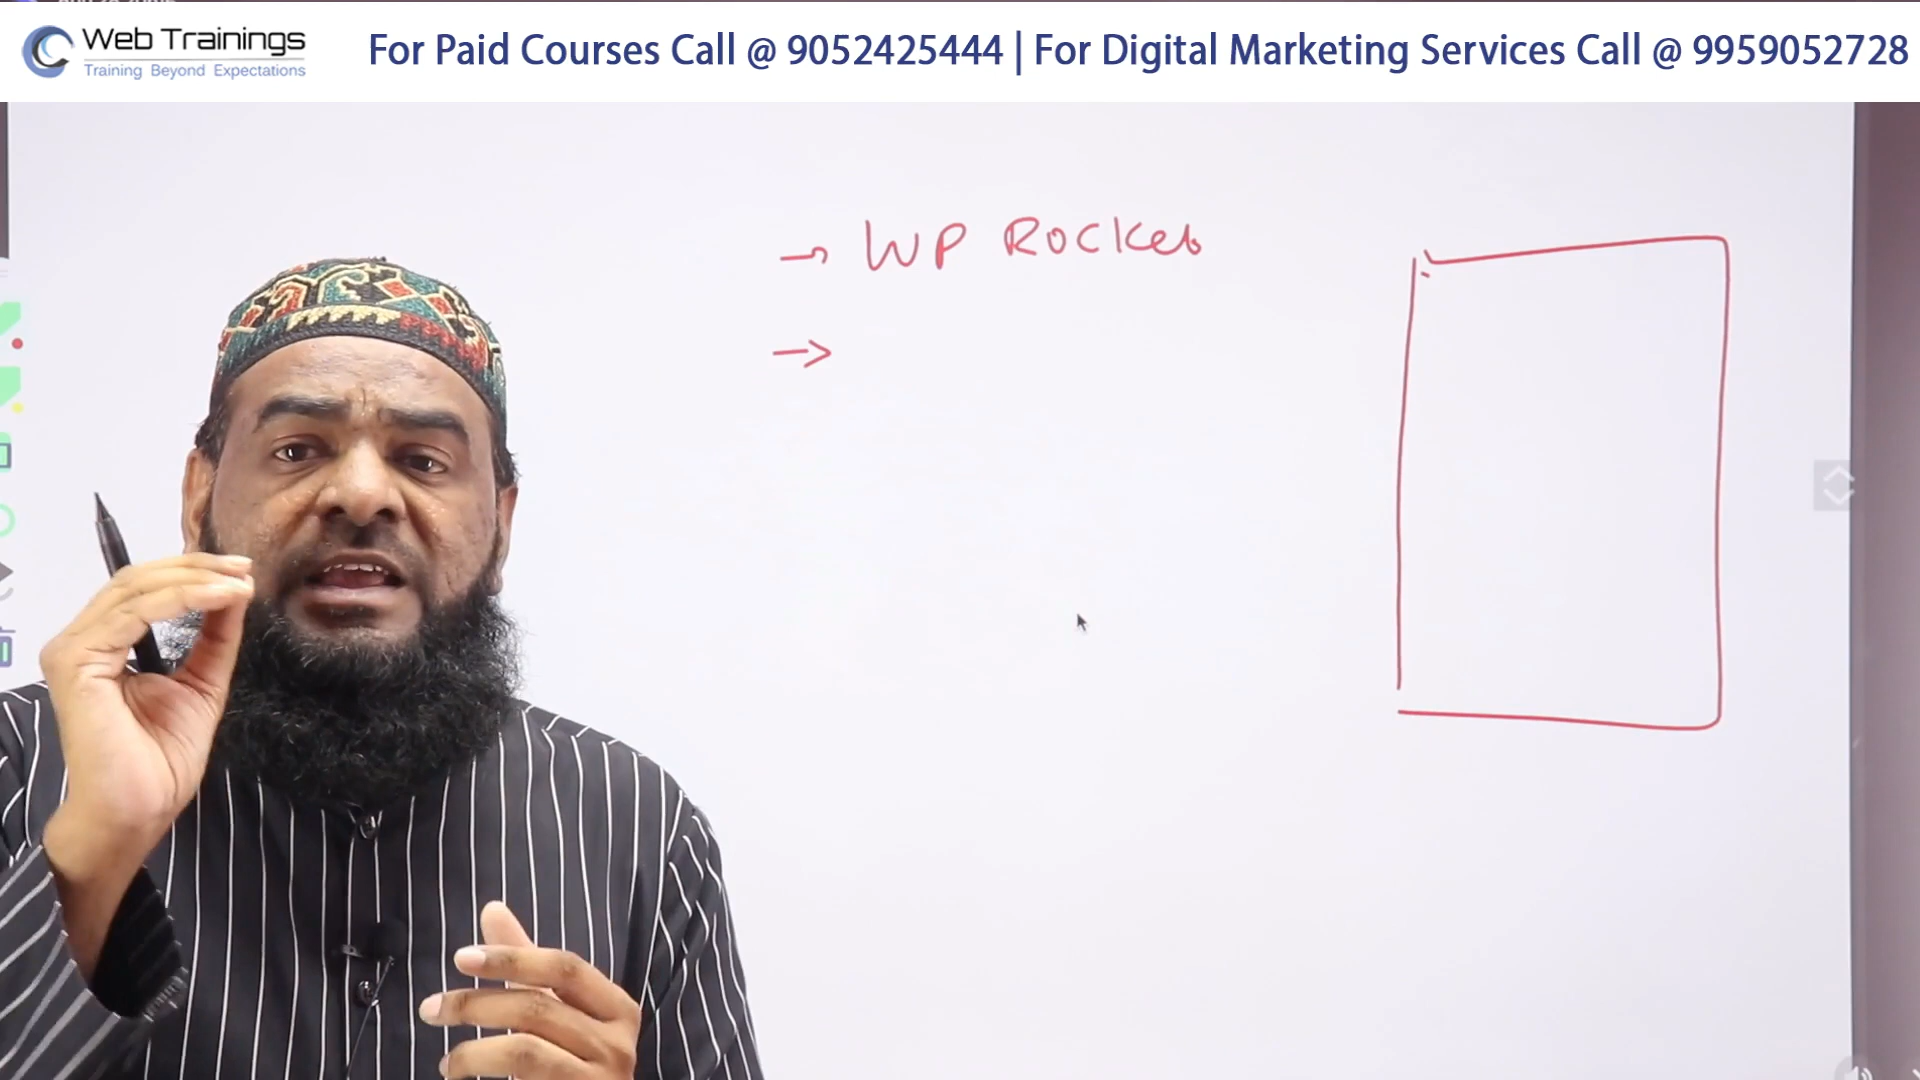 Web Trainings
Training Beyond Expectations
For Paid Courses Call @ 9052425444 | For Digital Marketing Services Call @ 9959052728
→ WP Rocket
→